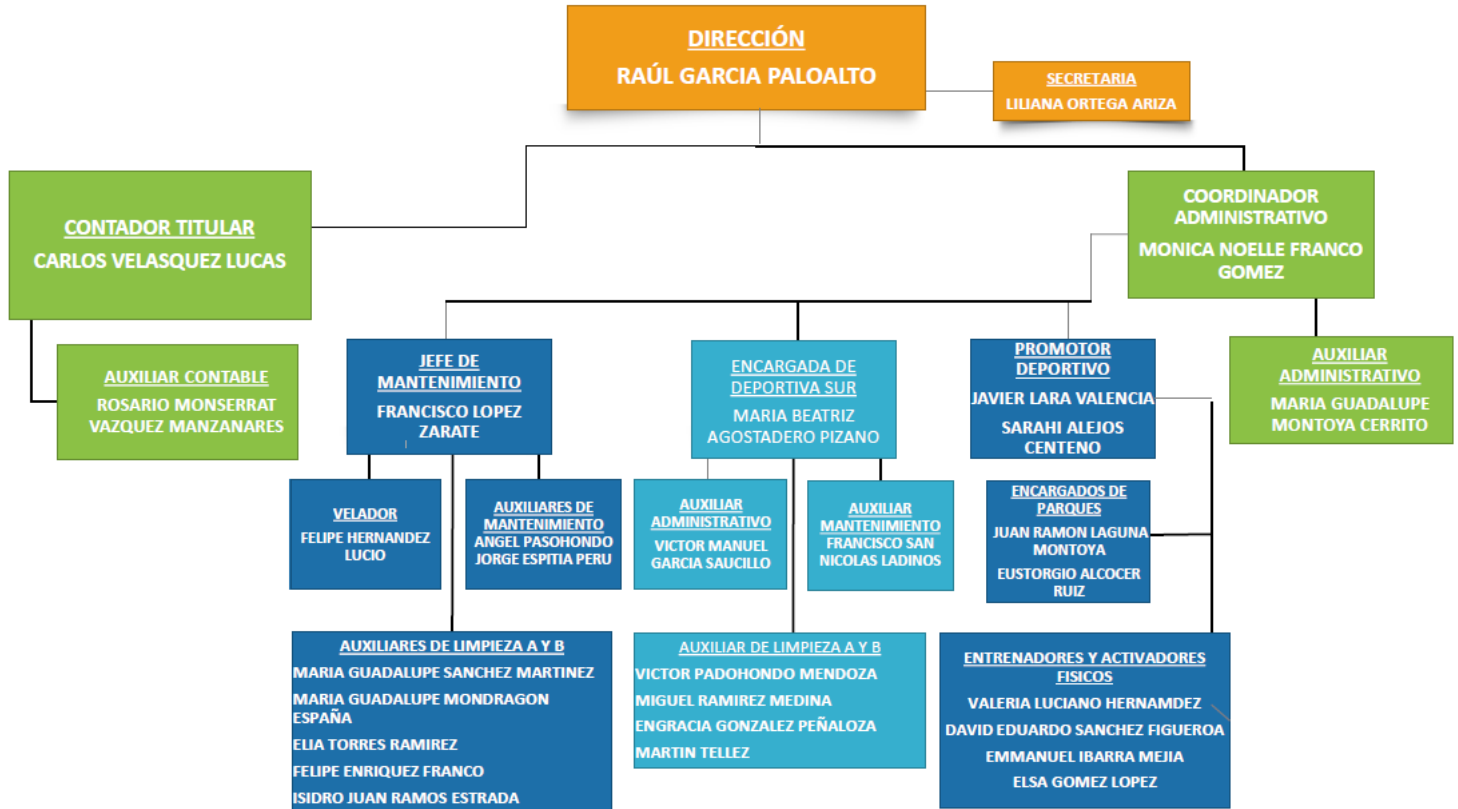 DIRECCIÓN
RAÚL GARCIA PALOALTO
SECRETARIA
LILIANA ORTEGA ARIZA
CONTADOR TITULAR
CARLOS VELASQUEZ LUCAS
COORDINADOR
ADMINISTRATIVO
MONICA NOELLE FRANCO
GOMEZ
AUXILIAR CONTABLE
ROSARIO MONSERRAT
VAZQUEZ MANZANARES
JEFE DE
MANTENIMIENTO
FRANCISCO LOPEZ
ZARATE
ENCARGADA DE
DEPORTIVA SUR
MARIA BEATRIZ
AGOSTADERO PIZANO
PROMOTOR
DEPORTIVO
JAVIER LARA VALENCIA
SARAHI ALEJOS
CENTENO
AUXILIAR
ADMINISTRATIVO
MARIA GUADALUPE
MONTOYA CERRITO
VELADOR
FELIPE HERNANDEZ
LUCIO
AUXILIARES DE
MANTENIMIENTO
ANGEL PASOHONDO
JORGE ESPITIA PERU
AUXILIAR
ADMINISTRATIVO
VICTOR MANUEL
GARCIA SAUCILLO
AUXILIAR
MANTENIMIENTO
FRANCISCO SAN
NICOLAS LADINOS
ENCARGADOS DE
PARQUES
JUAN RAMON LAGUNA
MONTOYA
EUSTORGIO ALCOCER
RUIZ
AUXILIARES DE LIMPIEZA A Y B
MARIA GUADALUPE SANCHEZ MARTINEZ
MARIA GUADALUPE MONDRAGON
ESPAÑA
ELIA TORRES RAMIREZ
FELIPE ENRIQUEZ FRANCO
ISIDRO JUAN RAMOS ESTRADA
AUXILIAR DE LIMPIEZA A Y B
VICTOR PADOHONDO MENDOZA
MIGUEL RAMIREZ MEDINA
ENGRACIA GONZALEZ PEÑALOZA
MARTIN TELLEZ
ENTRENADORES Y ACTIVADORES
FISICOS
VALERIA LUCIANO HERNAMDEZ
DAVID EDUARDO SANCHEZ FIGUEROA
EMMANUEL IBARRA MEJIA
ELSA GOMEZ LOPEZ